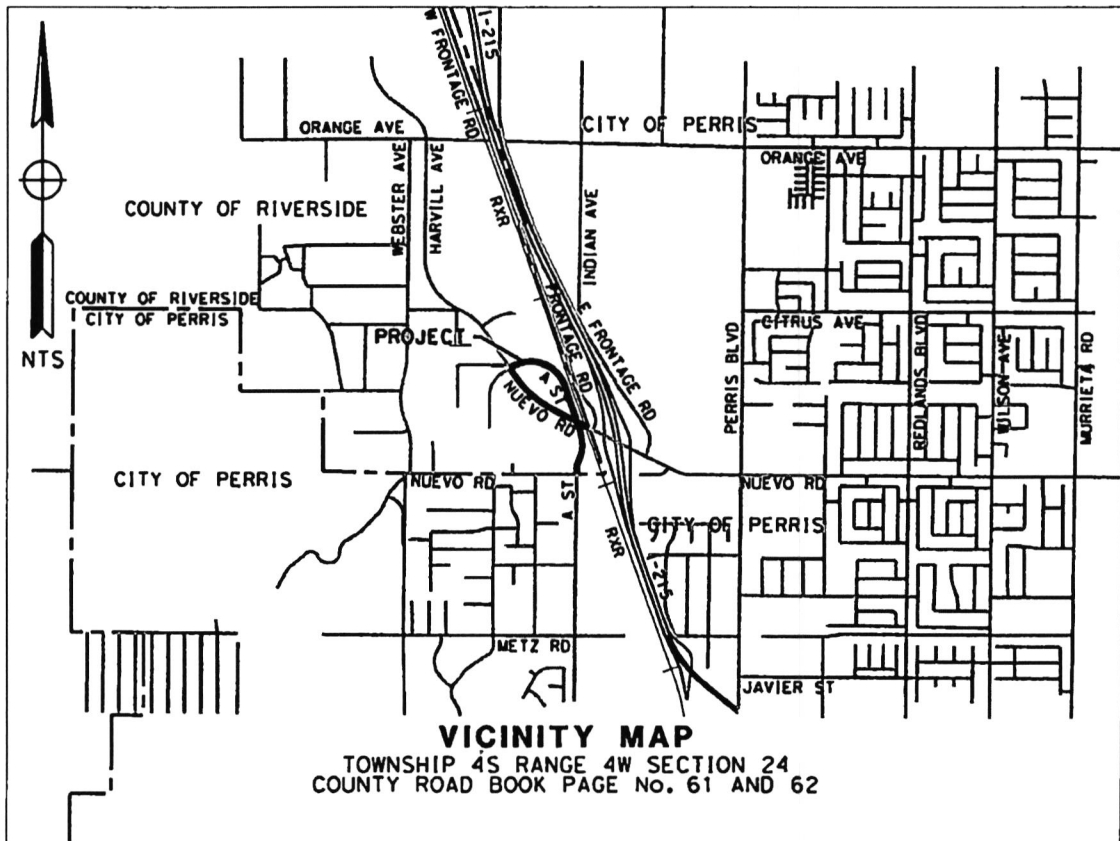 I-215
W FRONTAGE RD
CITY OF PERRIS
ORANGE AVE
ORANGE AVE
WEBSTER AVE
HARVILL AVE
RXR
INDIAN AVE
COUNTY OF RIVERSIDE
COUNTY OF RIVERSIDE
CITY OF PERRIS
NTS
PROJECT
FRONTAGE RD
E FRONTAGE RD
CITRUS AVE
PERRIS BLVD
REDLANDS BLVD
WILSON AVE
MURRIETA RD
A ST
NUEVO RD
CITY OF PERRIS
NUEVO RD
A ST
NUEVO RD
CITY OF PERRIS
RXR
I-215
METZ RD
JAVIER ST
VICINITY MAP
TOWNSHIP 4S RANGE 4W SECTION 24
COUNTY ROAD BOOK PAGE No. 61 AND 62